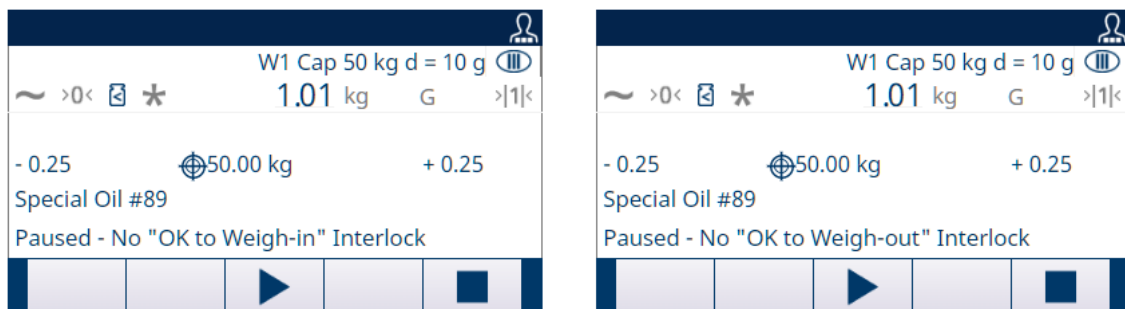 W1 Cap 50 kg d = 10 g III
~ >0< < * 1.01 kg G >|1|<
- 0.25 50.00 kg + 0.25
Special Oil #89
Paused - No "OK to Weigh-in" Interlock
W1 Cap 50 kg d = 10 g III
~ >0< < * 1.01 kg G >|1|<
- 0.25 50.00 kg + 0.25
Special Oil #89
Paused - No "OK to Weigh-out" Interlock